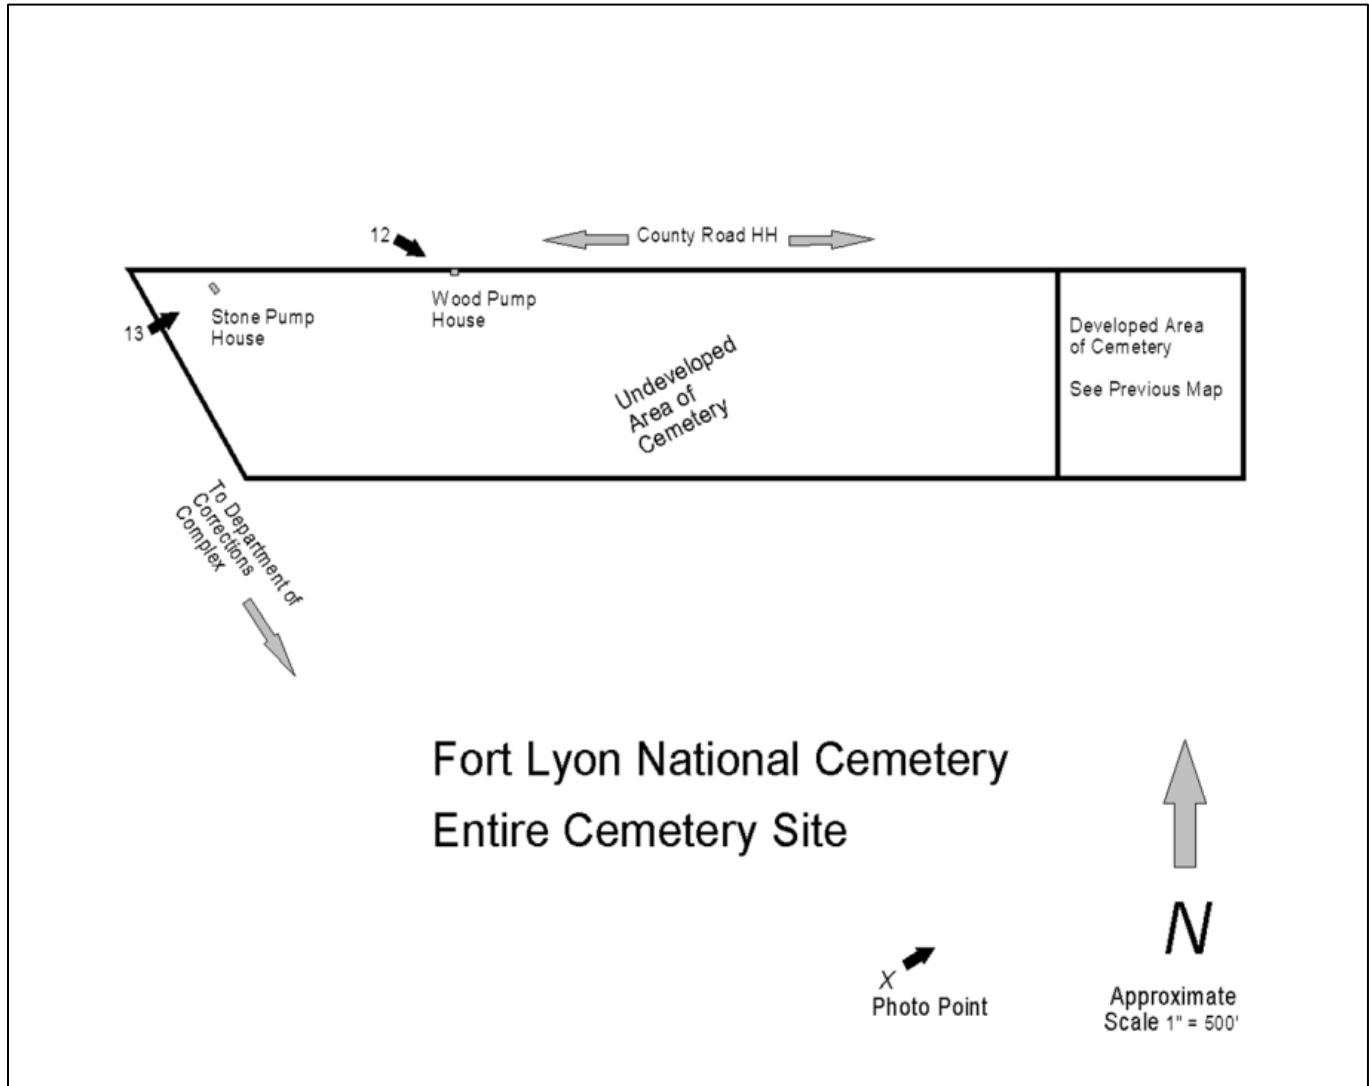 12
County Road HH
Wood Pump
House
Stone Pump
House
13
Developed Area
of Cemetery
See Previous Map
Undeveloped
Area of
Cemetery
To Department of
Corrections
Complex
Fort Lyon National Cemetery
Entire Cemetery Site
N
X
Photo Point
Approximate
Scale 1" = 500'